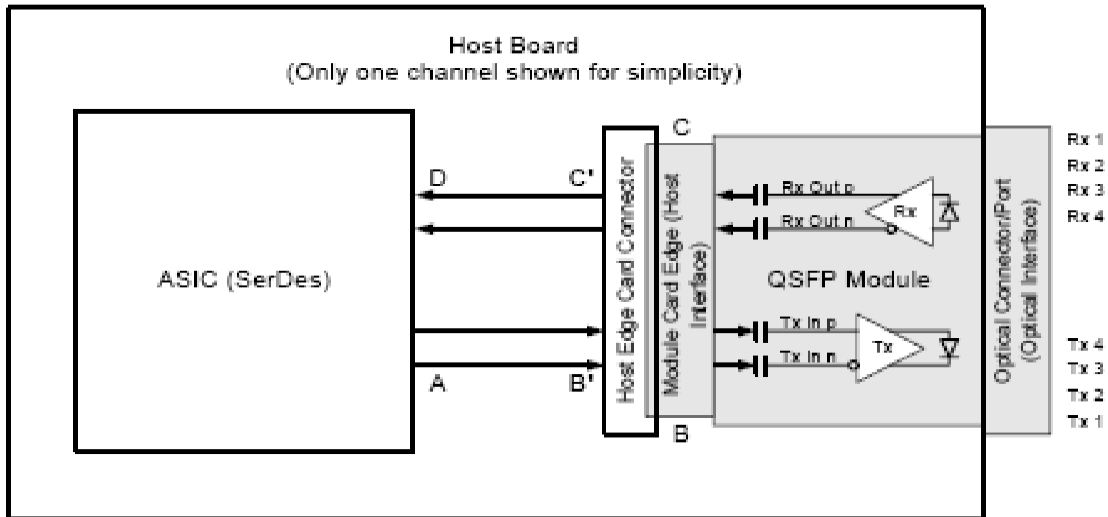 Host Board
(Only one channel shown for simplicity)
ASIC (SerDes)
D
C'
A
B'
Host Edge Card Connector
C
Module Card Edge (Host
Interface)
B
Rx Out p
Rx Out n
Rx
QSFP Module
Tx In p
Tx In n
Tx
Optical Connector/Port
(Optical Interface)
Rx 1
Rx 2
Rx 3
Rx 4
Tx 4
Tx 3
Tx 2
Tx 1